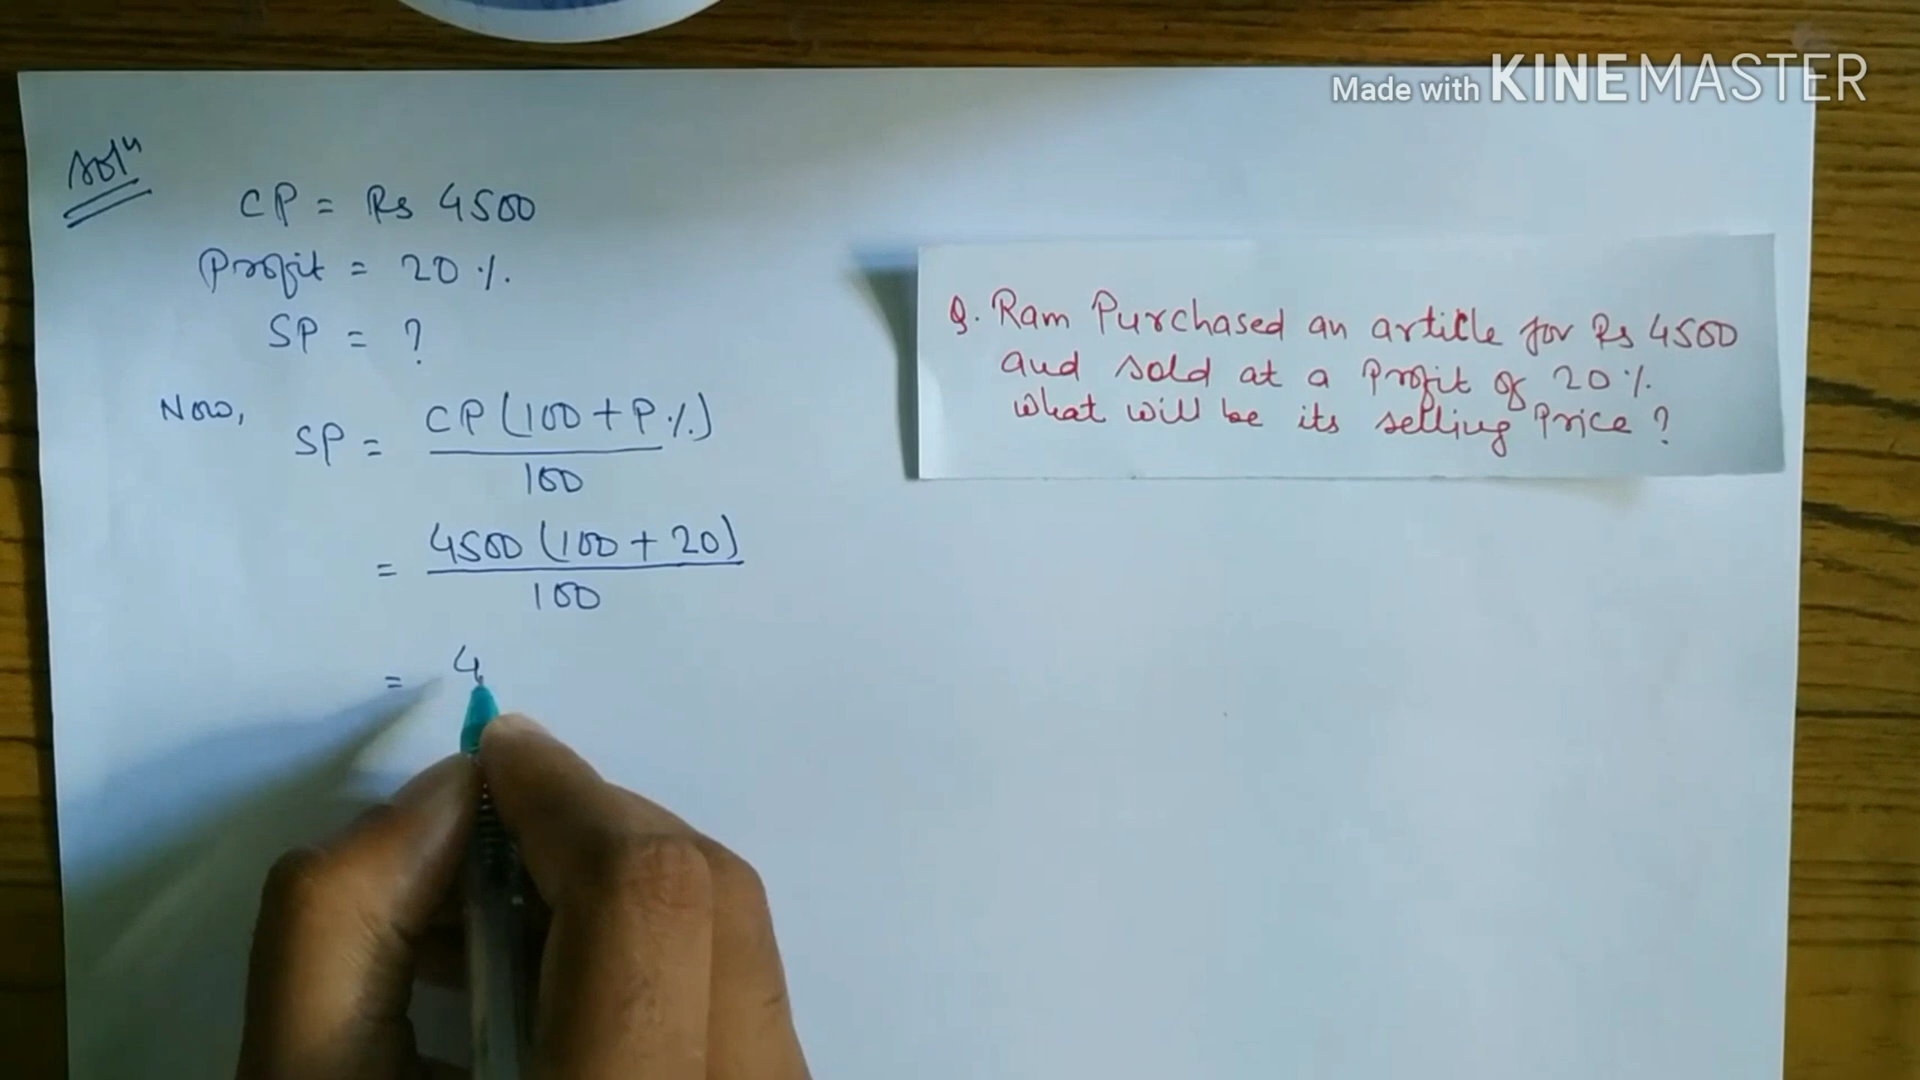 Made with KINEMASTER
Solⁿ
CP = Rs 4500
Profit = 20 %.
SP = ?
Now,
SP = CP (100 + P %)
100
= 4500 (100 + 20)
100
= 4
Q. Ram Purchased an article for Rs 4500
and sold at a Profit of 20 %.
What will be its selling Price ?